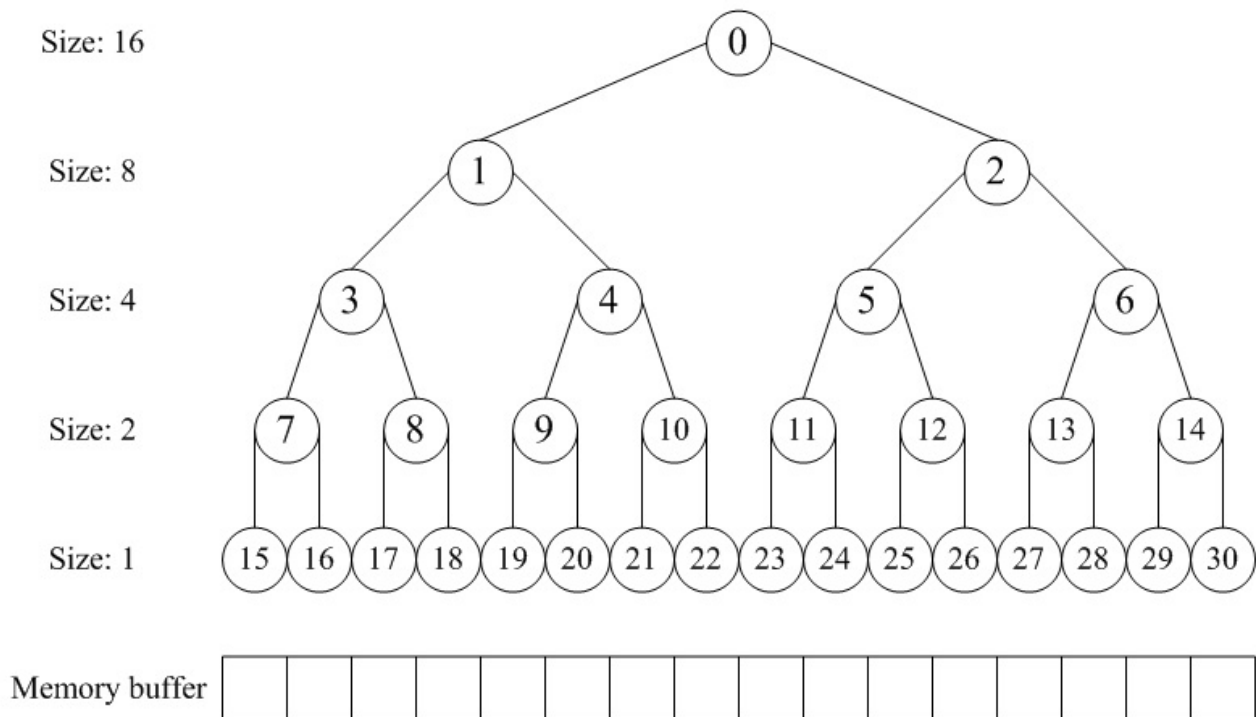 Size: 16 0
Size: 8 1 2
Size: 4 3 4 5 6
Size: 2 7 8 9 10 11 12 13 14
Size: 1 15 16 17 18 19 20 21 22 23 24 25 26 27 28 29 30
Memory buffer